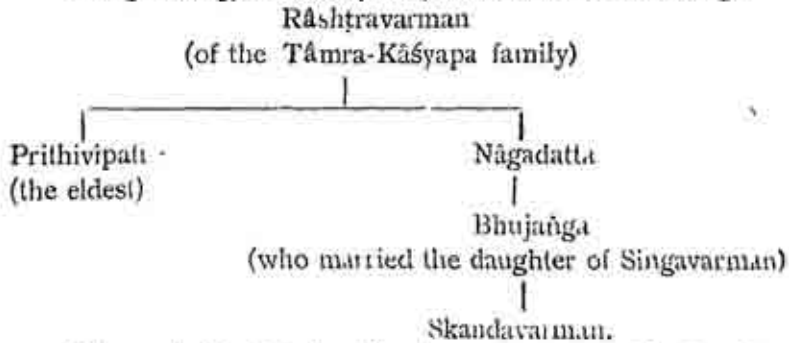 Râshṭravarman
(of the Tâmra-Kâśyapa family)
Prithivipati Nâgadatta
(the eldest)
Bhujaṅga
(who married the daughter of Singavarman)
Skandavarman.